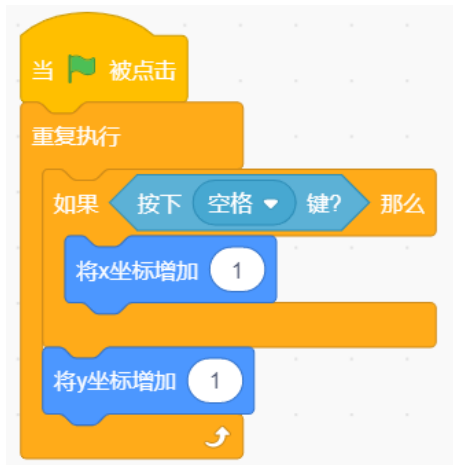 当 被点击
重复执行
如果 按下 空格 键? 那么
将x坐标增加 1
将y坐标增加 1